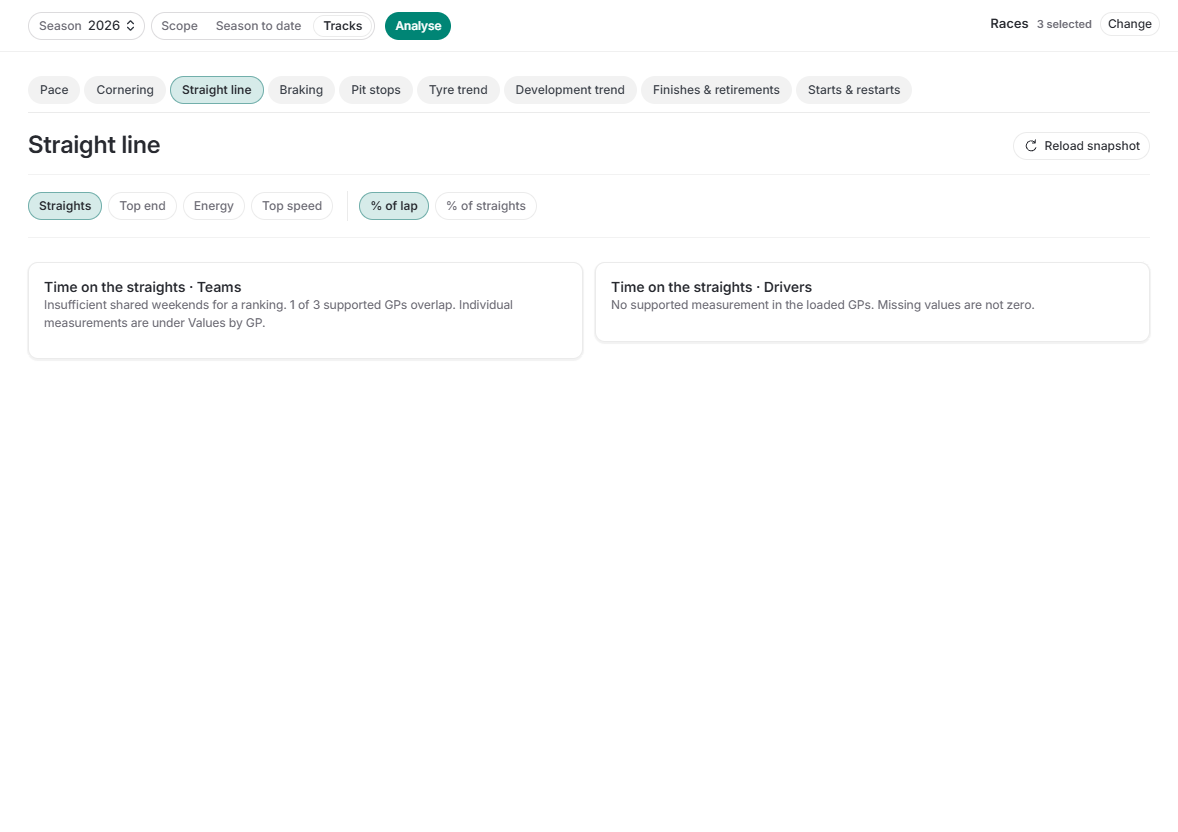 Season 2026
Scope Season to date Tracks
Analyse
Races 3 selected Change
Pace Cornering Straight line Braking Pit stops Tyre trend Development trend Finishes & retirements Starts & restarts
Straight line
Reload snapshot
Straights Top end Energy Top speed % of lap % of straights
Time on the straights · Teams
Insufficient shared weekends for a ranking. 1 of 3 supported GPs overlap. Individual
measurements are under Values by GP.
Time on the straights · Drivers
No supported measurement in the loaded GPs. Missing values are not zero.